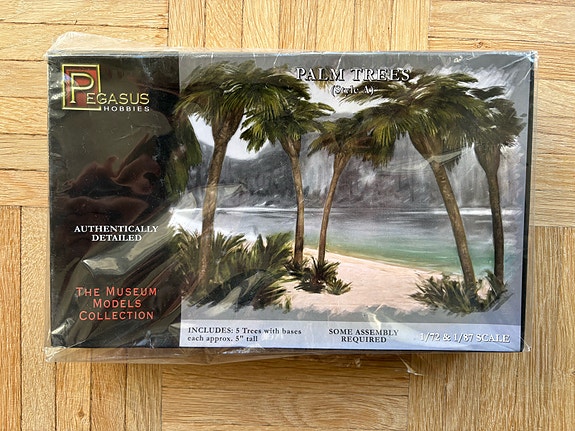 PEGASUS
HOBBIES
PALM TREES
(Style A)
AUTHENTICALLY
DETAILED
THE MUSEUM
MODELS
COLLECTION
INCLUDES: 5 Trees with bases
each approx. 5" tall
SOME ASSEMBLY
REQUIRED
1/72 & 1/87 SCALE